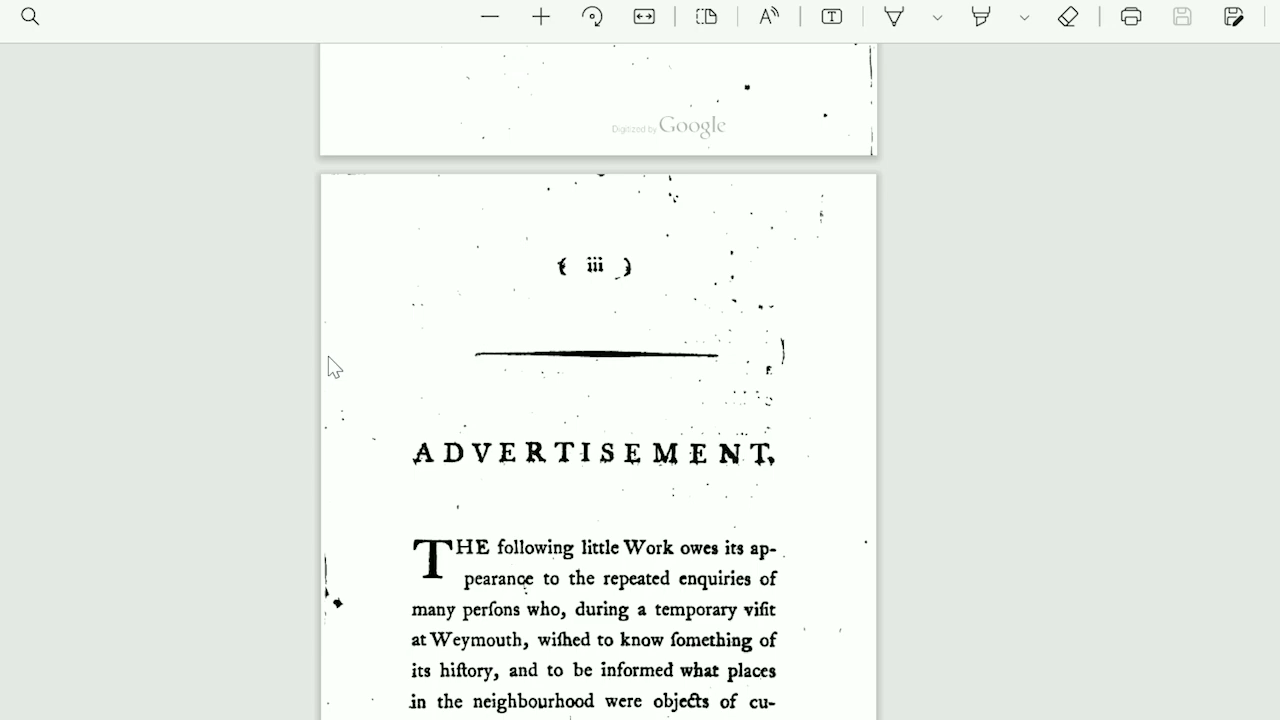 Digitized by Google
( iii )
ADVERTISEMENT.
THE following little Work owes its ap-
pearance to the repeated enquiries of
many perſons who, during a temporary viſit
at Weymouth, wiſhed to know ſomething of
its hiſtory, and to be informed what places
in the neighbourhood were objects of cu-